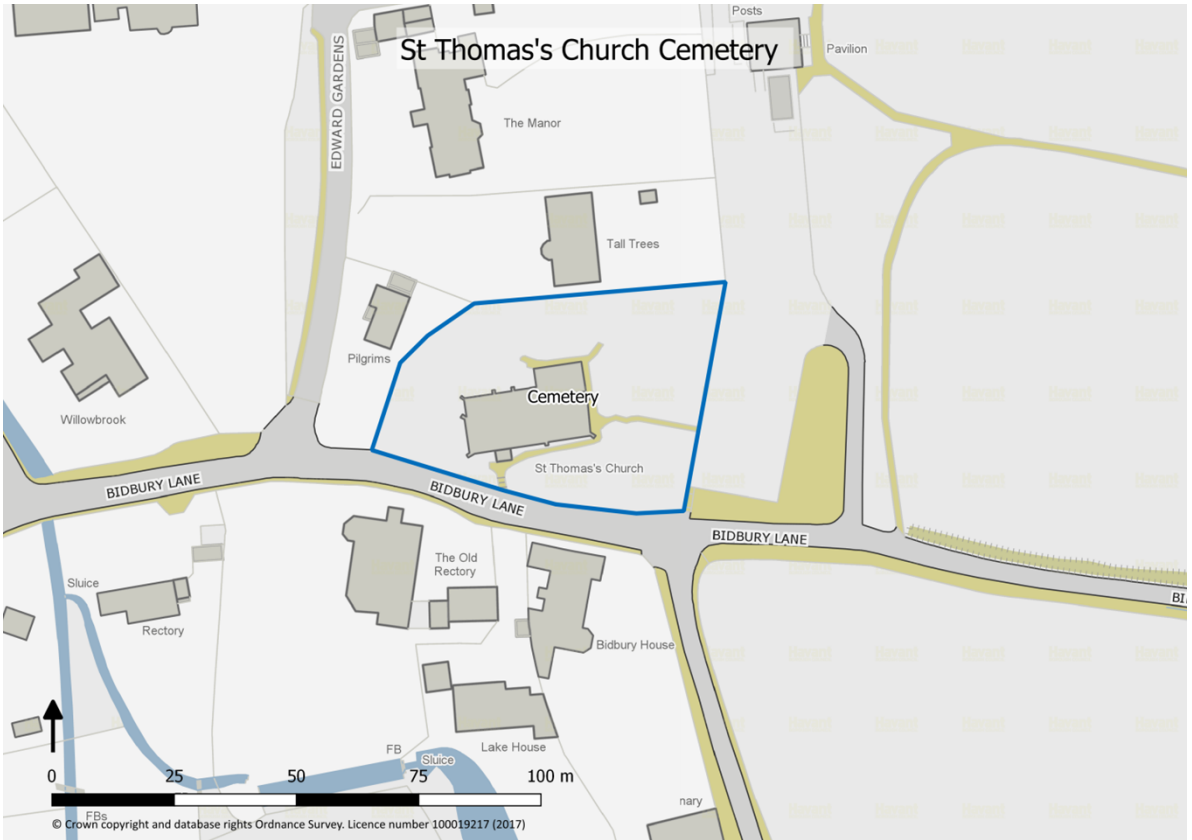 St Thomas's Church Cemetery
Posts
Pavilion
EDWARD GARDENS
The Manor
Tall Trees
Pilgrims
Willowbrook
Cemetery
St Thomas's Church
BIDBURY LANE
BIDBURY LANE
BIDBURY LANE
BI
The Old
Rectory
Sluice
Rectory
Bidbury House
Lake House
FB
Sluice
nary
FBs
0 25 50 75 100 m
© Crown copyright and database rights Ordnance Survey. Licence number 100019217 (2017)